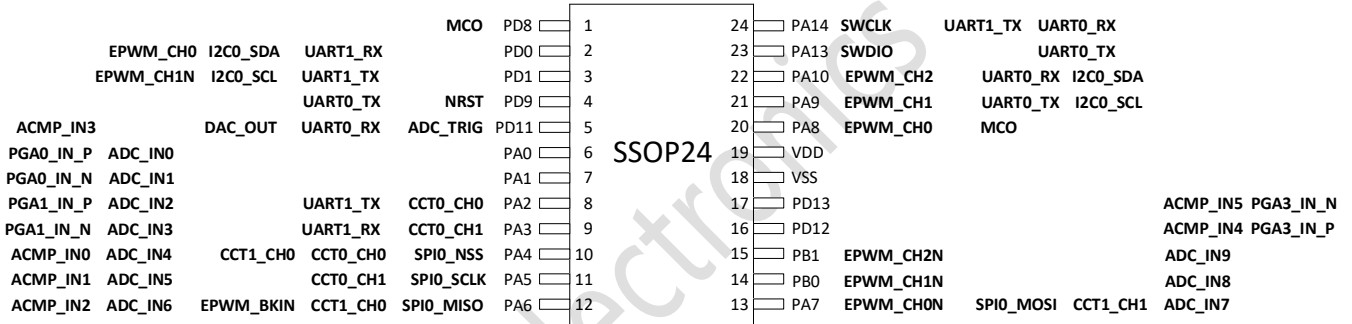 MCO PD8 1 24 PA14 SWCLK UART1_TX UART0_RX
EPWM_CH0 I2C0_SDA UART1_RX PD0 2 23 PA13 SWDIO UART0_TX
EPWM_CH1N I2C0_SCL UART1_TX PD1 3 22 PA10 EPWM_CH2 UART0_RX I2C0_SDA
UART0_TX NRST PD9 4 21 PA9 EPWM_CH1 UART0_TX I2C0_SCL
ACMP_IN3 DAC_OUT UART0_RX ADC_TRIG PD11 5 20 PA8 EPWM_CH0 MCO
PGA0_IN_P ADC_IN0 PA0 6 SSOP24 19 VDD
PGA0_IN_N ADC_IN1 PA1 7 18 VSS
PGA1_IN_P ADC_IN2 UART1_TX CCT0_CH0 PA2 8 17 PD13 ACMP_IN5 PGA3_IN_N
PGA1_IN_N ADC_IN3 UART1_RX CCT0_CH1 PA3 9 16 PD12 ACMP_IN4 PGA3_IN_P
ACMP_IN0 ADC_IN4 CCT1_CH0 CCT0_CH0 SPI0_NSS PA4 10 15 PB1 EPWM_CH2N ADC_IN9
ACMP_IN1 ADC_IN5 CCT0_CH1 SPI0_SCLK PA5 11 14 PB0 EPWM_CH1N ADC_IN8
ACMP_IN2 ADC_IN6 EPWM_BKIN CCT1_CH0 SPI0_MISO PA6 12 13 PA7 EPWM_CH0N SPI0_MOSI CCT1_CH1 ADC_IN7
lectronics